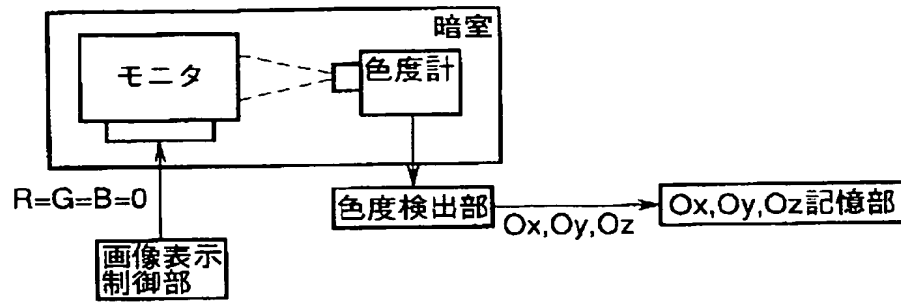 暗室
モニタ
色度計
R=G=B=0
色度検出部
Ox,Oy,Oz
Ox,Oy,Oz記憶部
画像表示
制御部